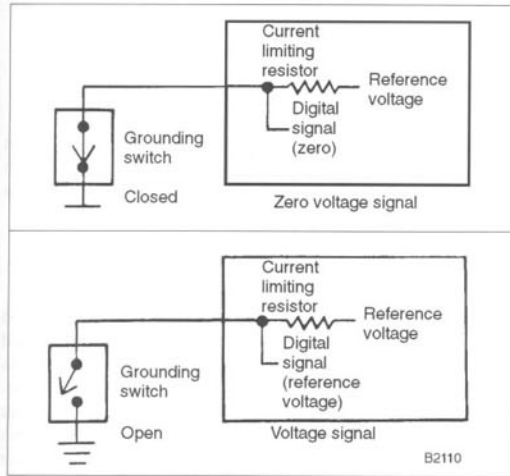 Current
limiting
resistor
Reference
voltage
Digital
signal
(zero)
Grounding
switch
Closed
Zero voltage signal
Current
limiting
resistor
Reference
voltage
Digital
signal
(reference
voltage)
Grounding
switch
Open
Voltage signal
B2110